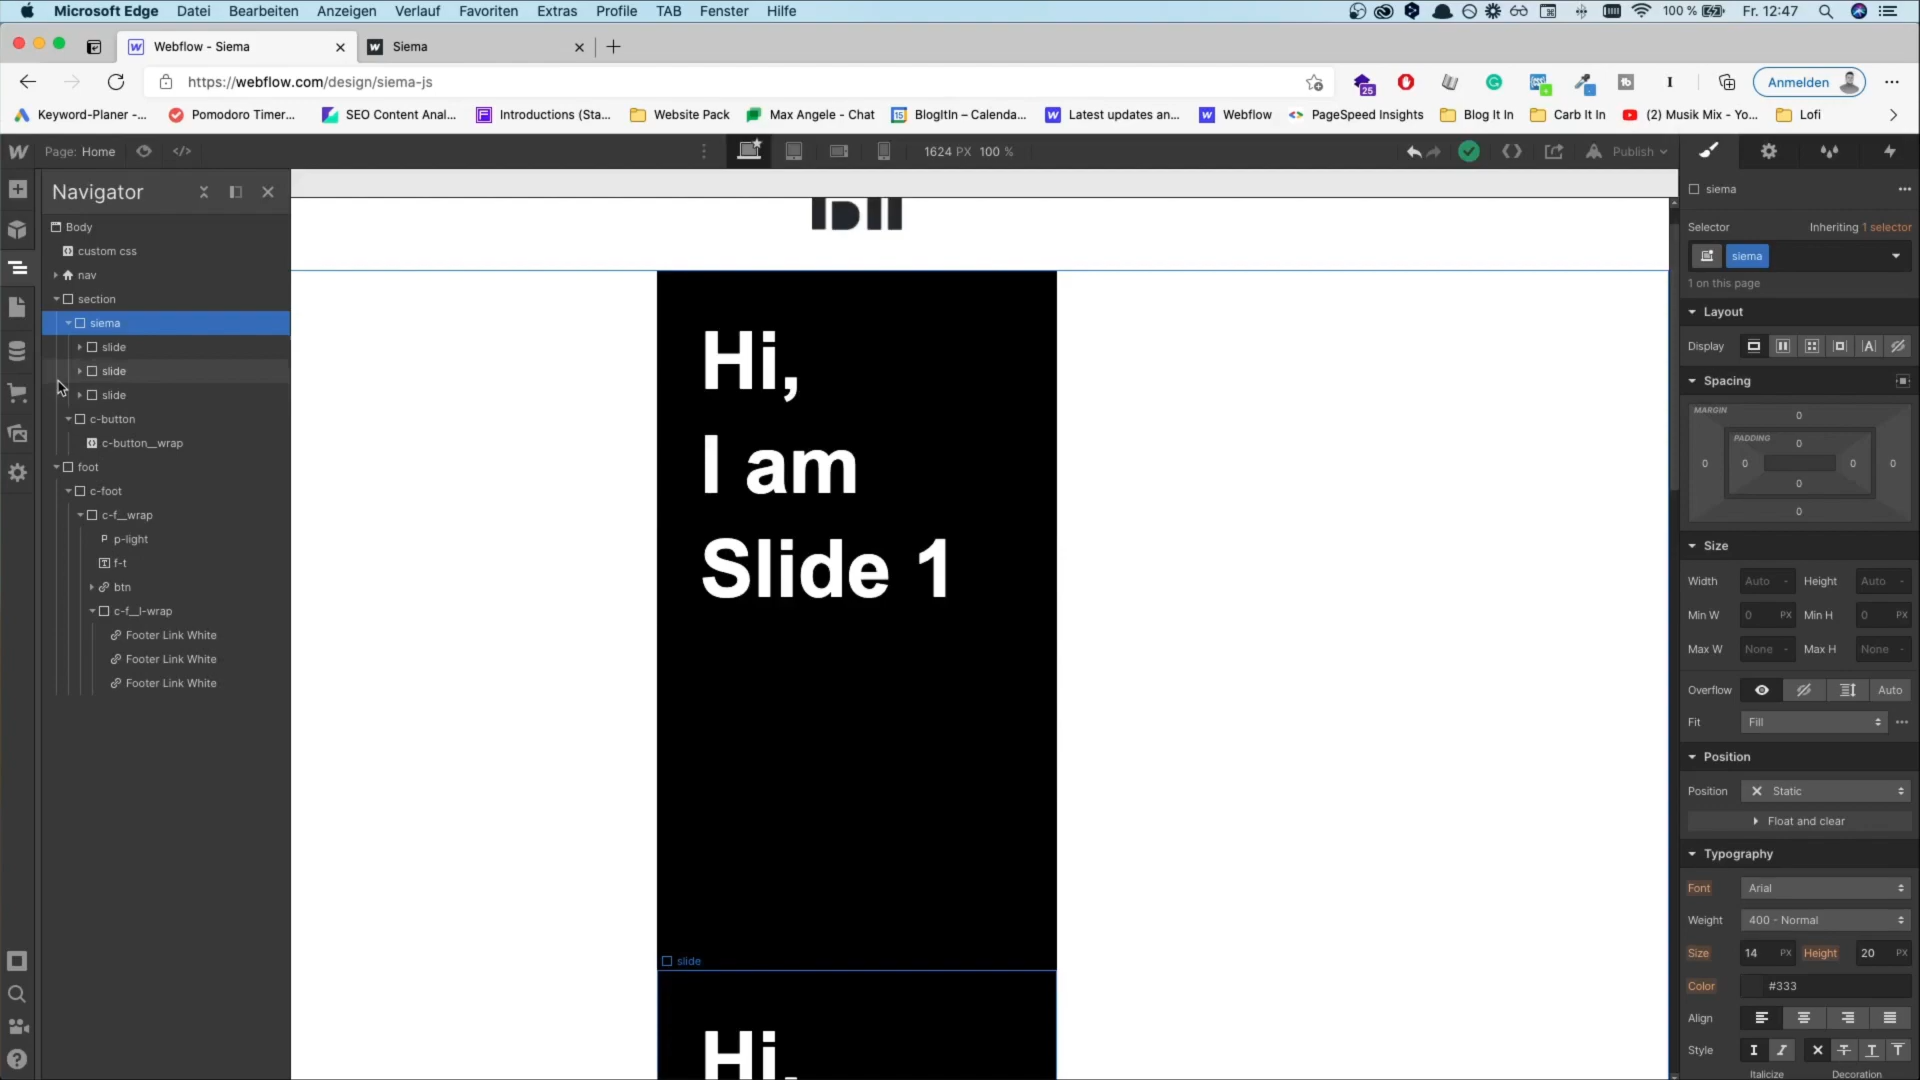 Microsoft Edge Datei Bearbeiten Anzeigen Verlauf Favoriten Extras Profile TAB Fenster Hilfe 100 % Fr. 12:47
Webflow - Siema Siema
https://webflow.com/design/siema-js 25 Anmelden
Keyword-Planer -... Pomodoro Timer... SEO Content Anal... Introductions (Sta... Website Pack Max Angele - Chat BlogItIn – Calenda... Latest updates an... Webflow PageSpeed Insights Blog It In Carb It In (2) Musik Mix - Yo... Lofi
Page: Home 1624 PX 100 % Publish
Navigator
Body
custom css
nav
section
siema
slide
slide
slide
c-button
c-button__wrap
foot
c-foot
c-f__wrap
p-light
f-t
btn
c-f__l-wrap
Footer Link White
Footer Link White
Footer Link White
Hi,
I am
Slide 1
slide
Hi,
siema
Selector Inheriting 1 selector
siema
1 on this page
Layout
Display
Spacing
MARGIN 0
PADDING 0
0 0 0 0
0
0
Size
Width Auto - Height Auto -
Min W 0 PX Min H 0 PX
Max W None - Max H None -
Overflow Auto
Fit Fill
Position
Position Static
Float and clear
Typography
Font Arial
Weight 400 - Normal
Size 14 PX Height 20 PX
Color #333
Align
Style
Italicize Decoration